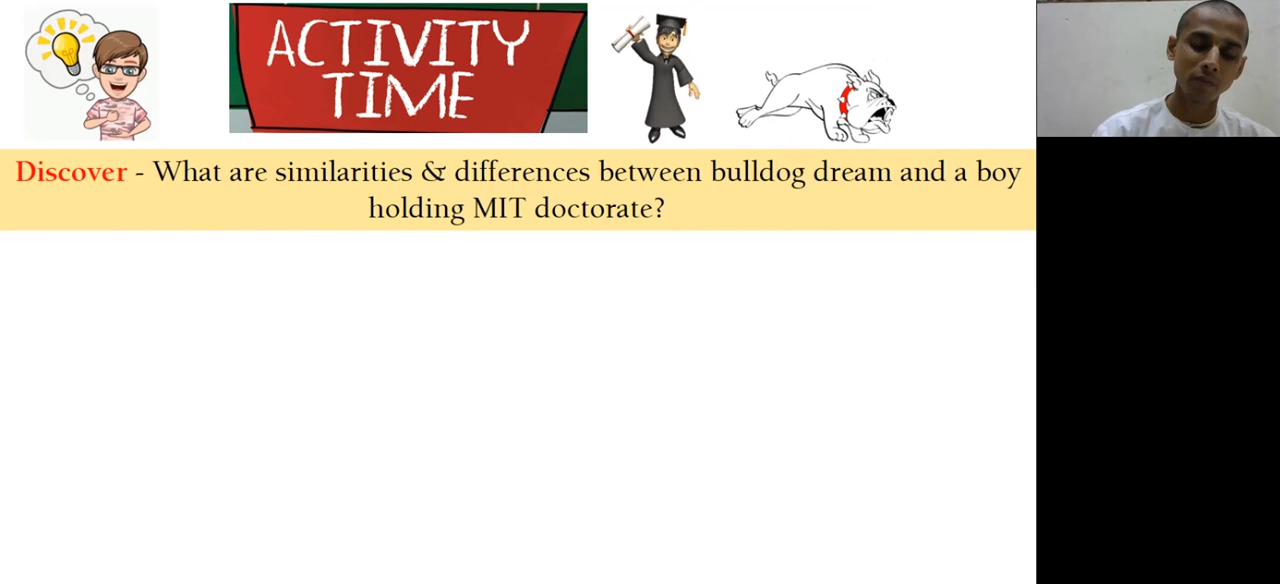 ACTIVITY
TIME
Discover - What are similarities & differences between bulldog dream and a boy
holding MIT doctorate?